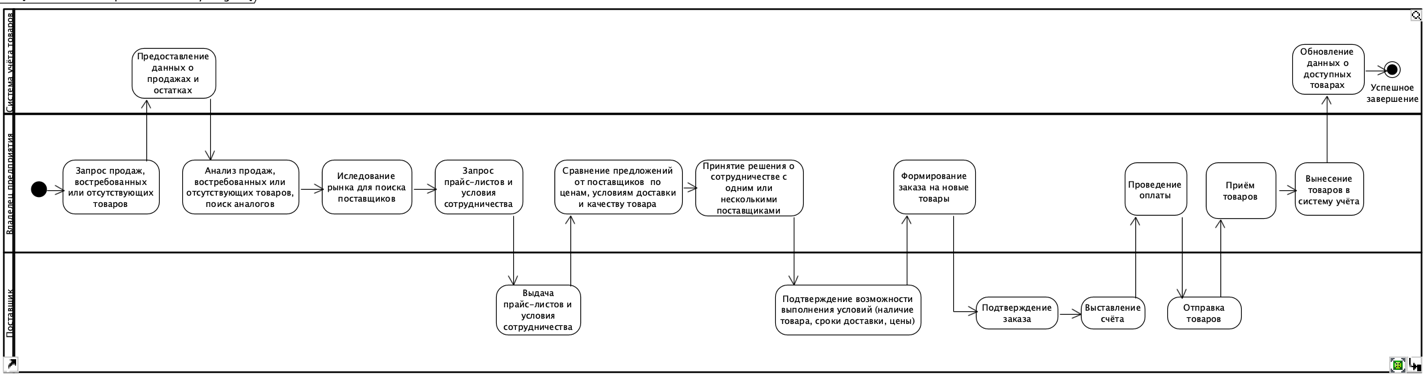 Система учёта товаров
Предоставление
данных о
продажах и
остатках
Обновление
данных о
доступных
товарах
Успешное
завершение
Владелец предприятия
Запрос продаж,
востребованных
или отсутствующих
товаров
Анализ продаж,
востребованных или
отсутствующих товаров,
поиск аналогов
Иследование
рынка для поиска
поставщиков
Запрос
прайс-листов и
условия
сотрудничества
Сравнение предложений
от поставщиков по
ценам, условиям доставки
и качеству товара
Принятие решения о
сотрудничестве с
одним или
несколькими
поставщиками
Формирование
заказа на новые
товары
Проведение
оплаты
Приём
товаров
Вынесение
товаров в
систему учёта
Поставщик
Выдача
прайс-листов и
условия
сотрудничества
Подтверждение возможности
выполнения условий (наличие
товара, сроки доставки, цены)
Подтверждение
заказа
Выставление
счёта
Отправка
товаров